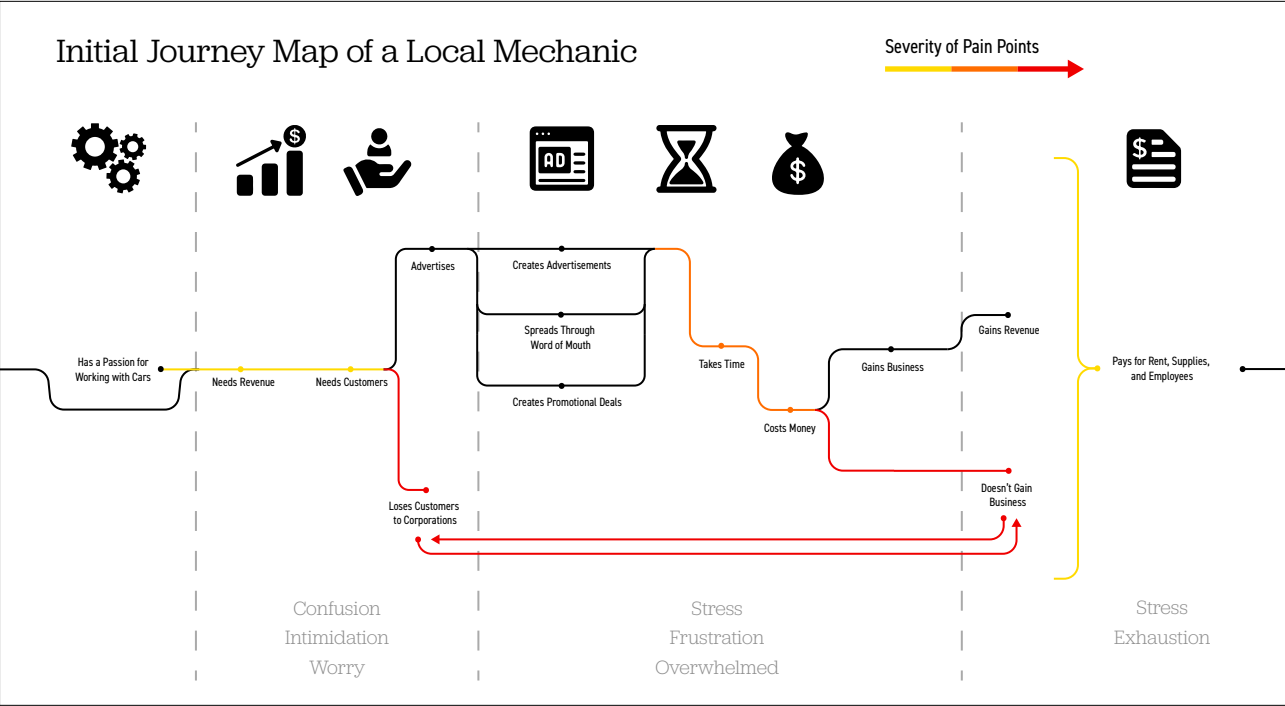 Initial Journey Map of a Local Mechanic
Severity of Pain Points
$
AD
$
$
Advertises
Creates Advertisements
Spreads Through
Word of Mouth
Creates Promotional Deals
Has a Passion for
Working with Cars
Needs Revenue
Needs Customers
Takes Time
Costs Money
Gains Business
Gains Revenue
Pays for Rent, Supplies,
and Employees
Loses Customers
to Corporations
Doesn't Gain
Business
Confusion
Intimidation
Worry
Stress
Frustration
Overwhelmed
Stress
Exhaustion